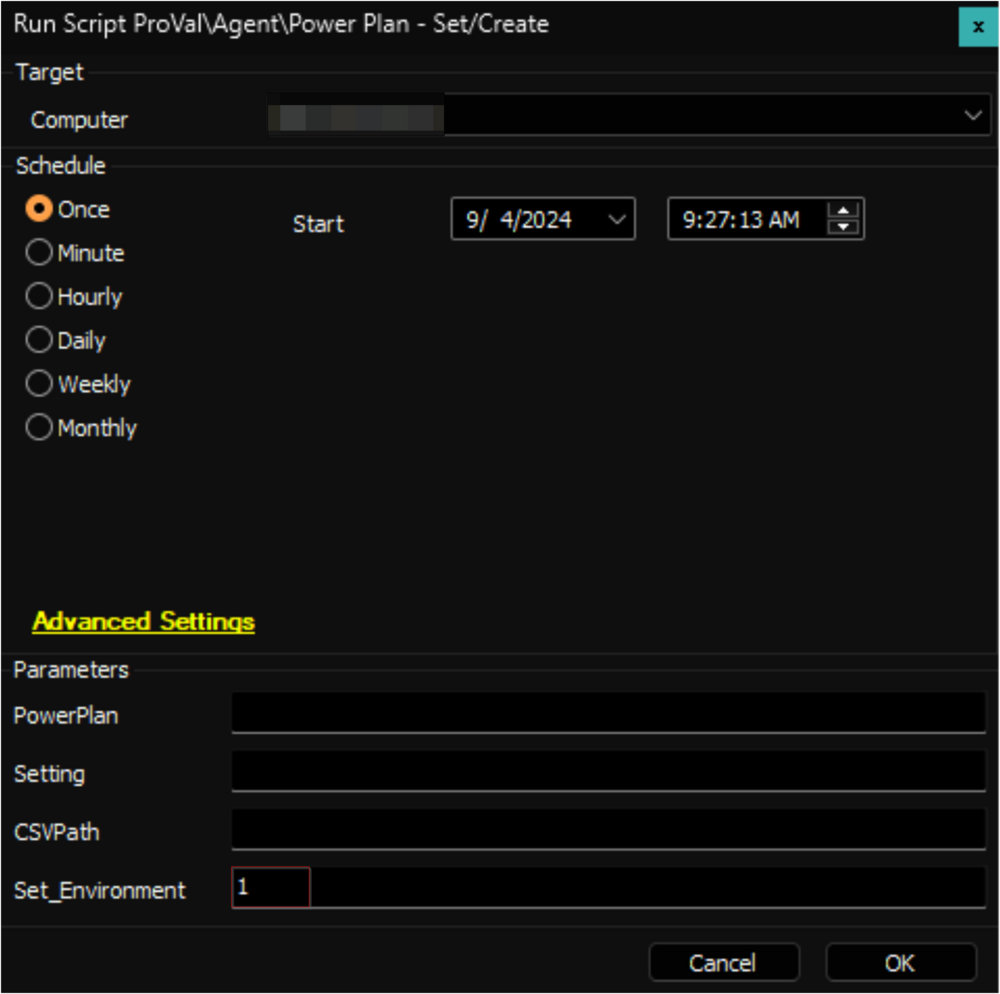 Run Script ProVal\Agent\Power Plan - Set/Create
x
Target
Computer
Schedule
Once
Start
9/ 4/2024
9:27:13 AM
Minute
Hourly
Daily
Weekly
Monthly
Advanced Settings
Parameters
PowerPlan
Setting
CSVPath
Set_Environment
1
Cancel
OK